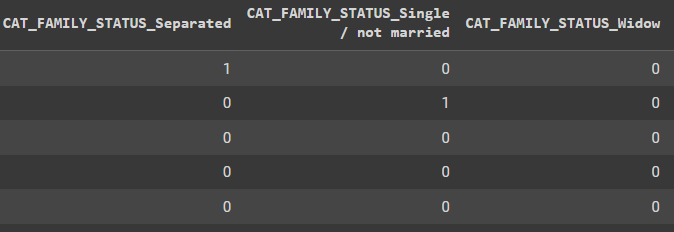 CAT_FAMILY_STATUS_Separated CAT_FAMILY_STATUS_Single / not married CAT_FAMILY_STATUS_Widow
1 0 0
0 1 0
0 0 0
0 0 0
0 0 0